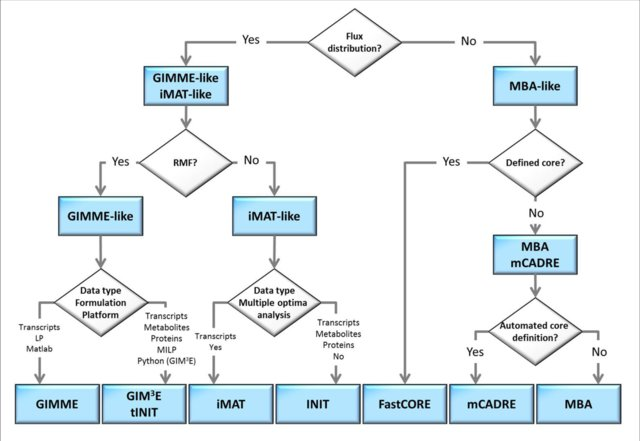 Flux
distribution?
Yes
No
GIMME-like
iMAT-like
MBA-like
RMF?
Yes
No
Defined core?
Yes
No
GIMME-like
iMAT-like
MBA
mCADRE
Data type
Formulation
Platform
Data type
Multiple optima
analysis
Automated core
definition?
Transcripts
LP
Matlab
Transcripts
Metabolites
Proteins
MILP
Python (GIM³E)
Transcripts
Yes
Transcripts
Metabolites
Proteins
No
Yes
No
GIMME
GIM³E
tINIT
iMAT
INIT
FastCORE
mCADRE
MBA